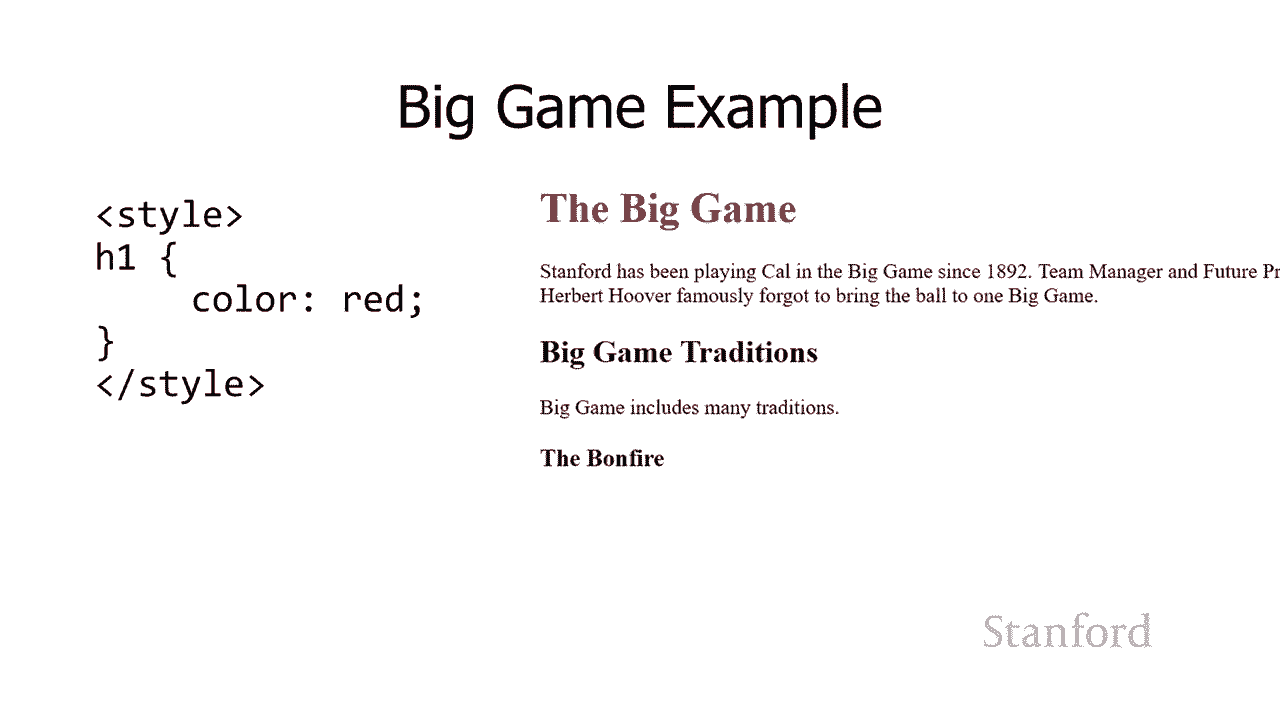 Big Game Example
<style>
h1 {
color: red;
}
</style>
The Big Game
Stanford has been playing Cal in the Big Game since 1892. Team Manager and Future Pr
Herbert Hoover famously forgot to bring the ball to one Big Game.
Big Game Traditions
Big Game includes many traditions.
The Bonfire
Stanford